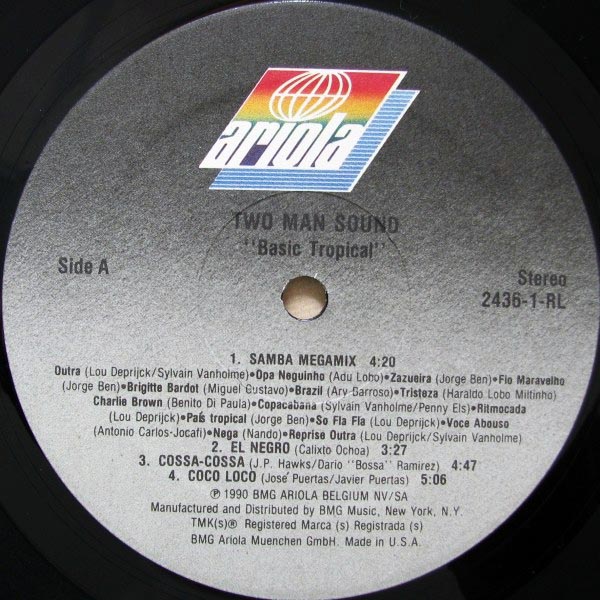 ariola
TWO MAN SOUND
"Basic Tropical"
Side A
Stereo
2436-1-RL
1. SAMBA MEGAMIX 4:20
Outra (Lou Deprijck/Sylvain Vanholme)•Opa Neguinho (Adu Lobo)•Zazueira (Jorge Ben)•Fio Maravelho
(Jorge Ben)•Brigitte Bardot (Miguel Gustavo)•Brazil (Ary Barroso)•Tristeza (Haraldo Lobo Miltinho)
Charlie Brown (Benito Di Paula)•Copacabana (Sylvain Vanholme/Penny Els)•Ritmocada
(Lou Deprijck)•Pais tropical (Jorge Ben)•So Fla Fla (Lou Deprijck)•Voce Abouso
(Antonio Carlos-Jocafi)•Nega (Nando)•Reprise Outra (Lou Deprijck/Sylvain Vanholme)
2. EL NEGRO (Calixto Ochoa) 3:27
3. COSSA-COSSA (J.P. Hawks/Dario "Bossa" Ramirez) 4:47
4. COCO LOCO (José Puertas/Javier Puertas) 5:06
℗ 1990 BMG ARIOLA BELGIUM NV/SA
Manufactured and Distributed by BMG Music, New York, N.Y.
TMK(s)® Registered Marca (s) Registrada (s)
BMG Ariola Muenchen GmbH. Made in U.S.A.